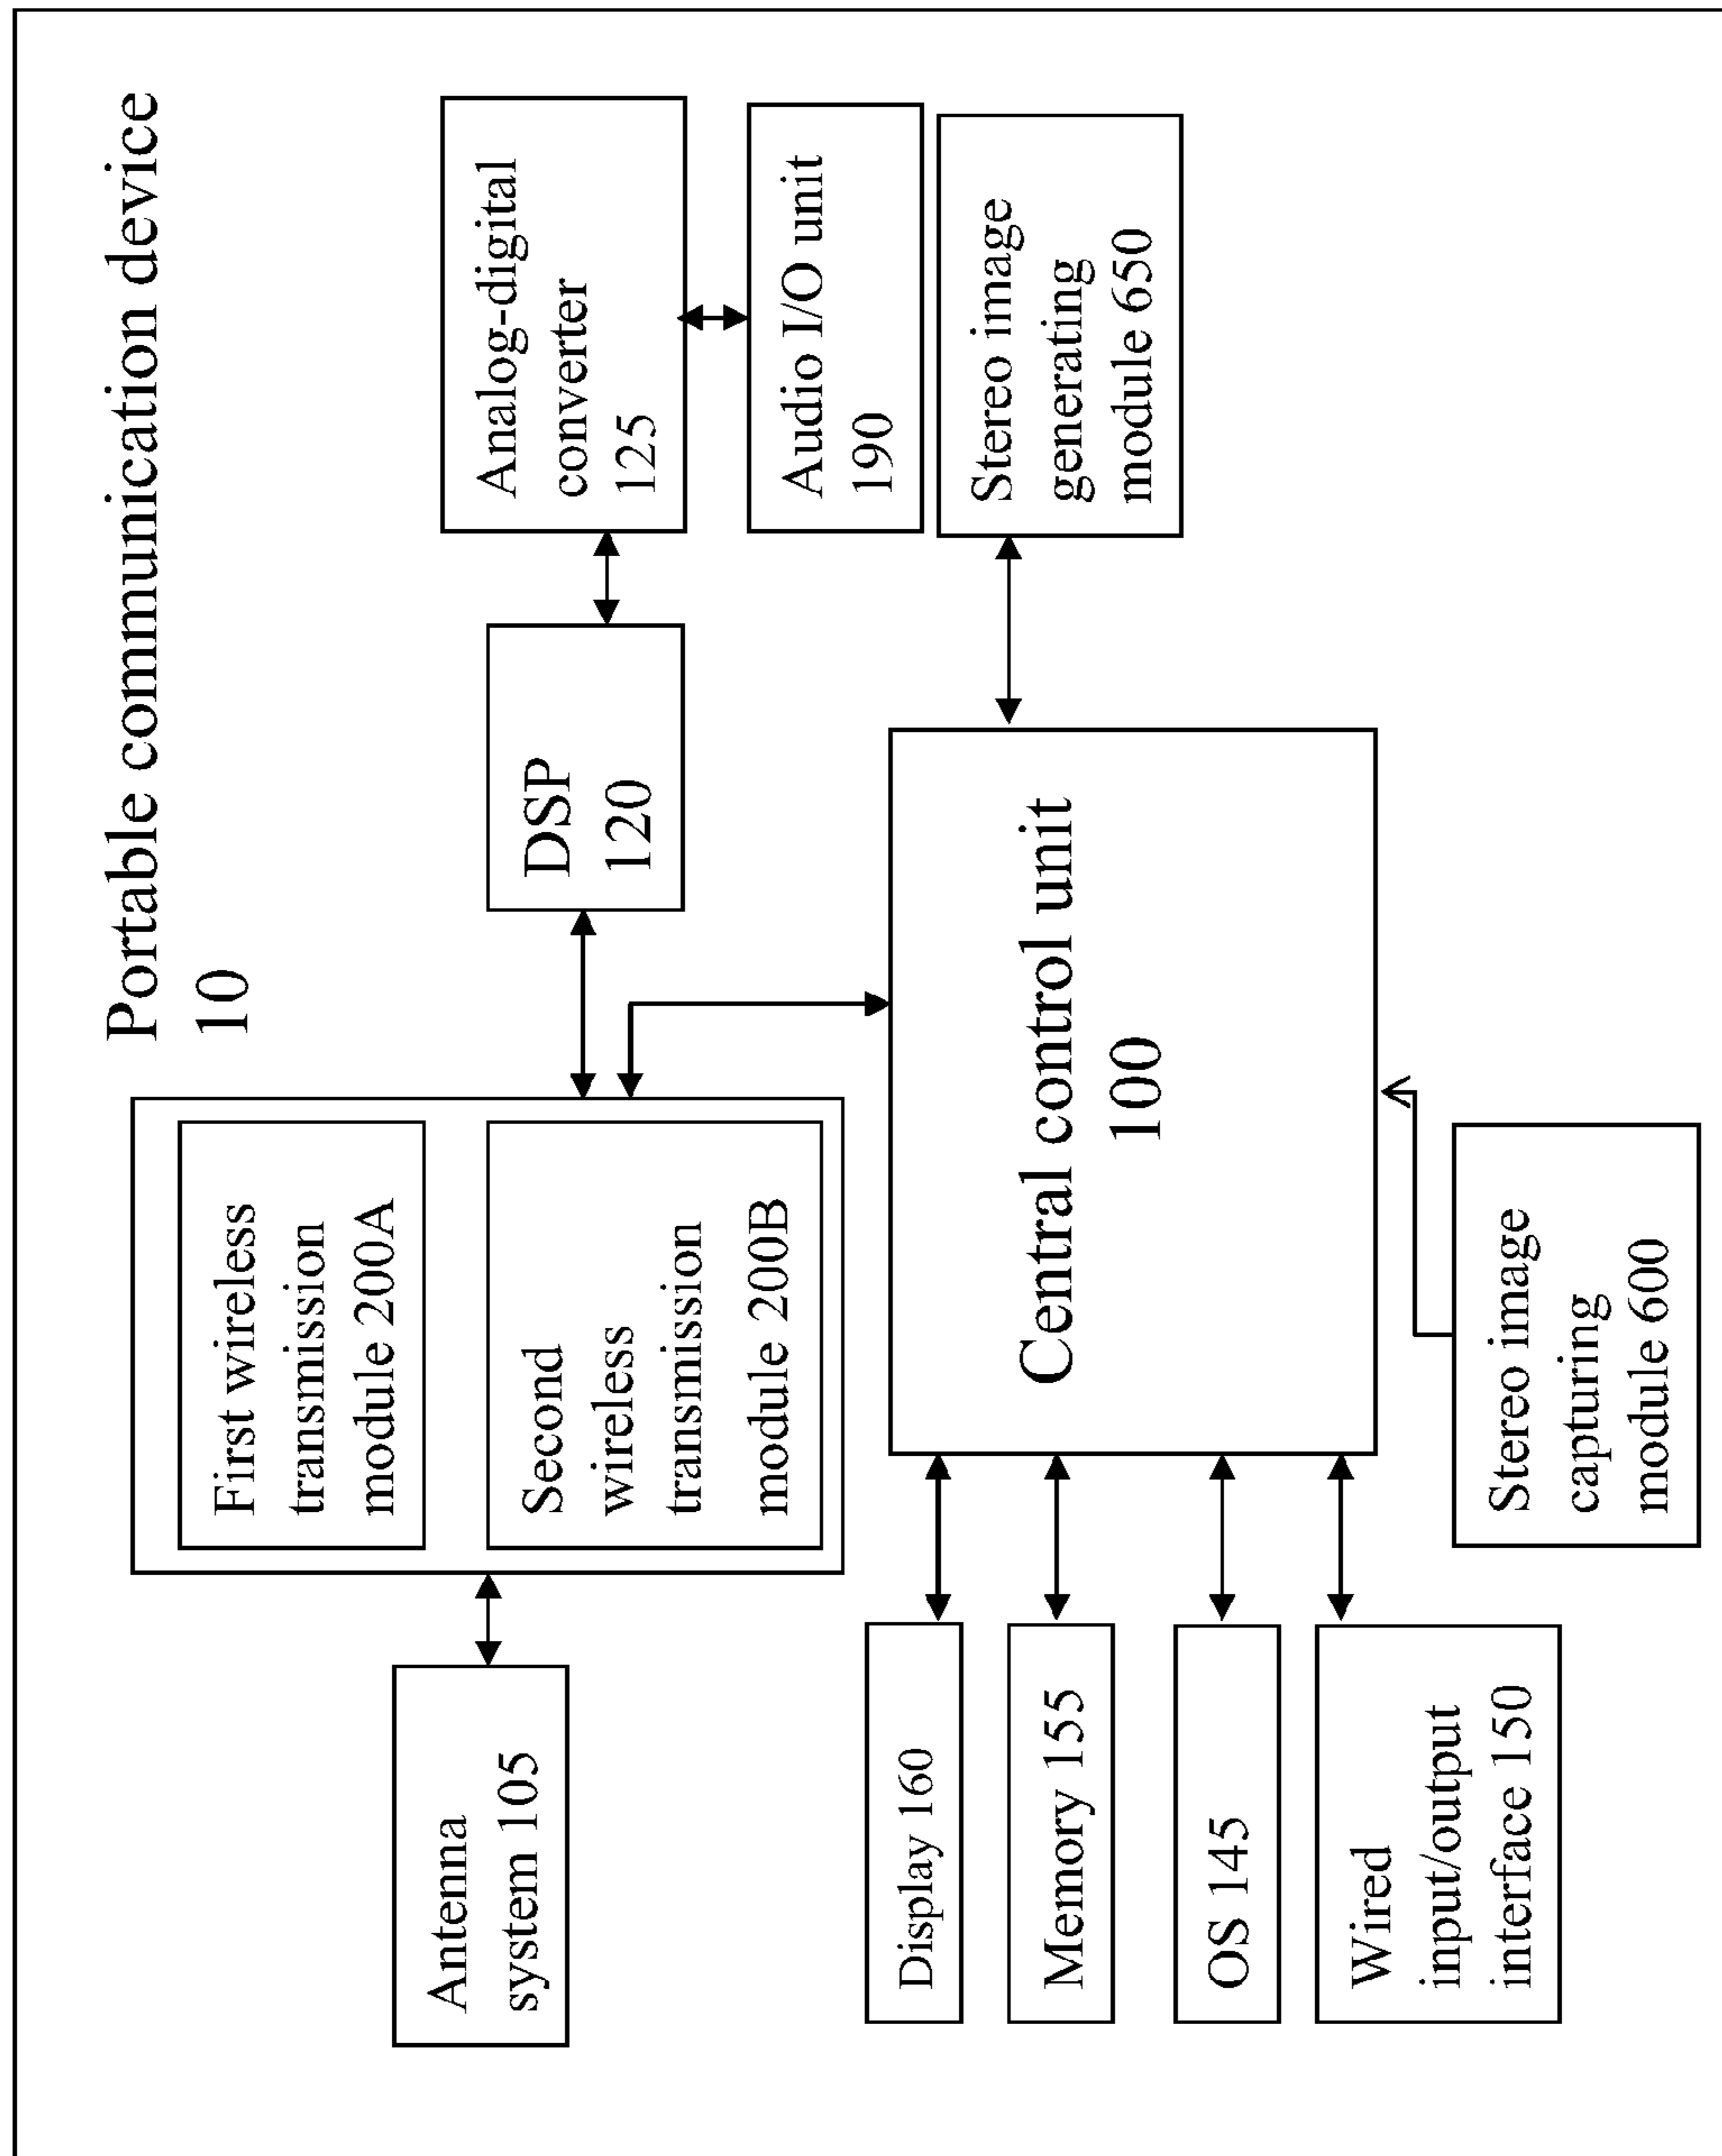 Portable communication device
10
Antenna
system 105
First wireless
transmission
module 200A
Second
wireless
transmission
module 200B
DSP
120
Analog-digital
converter
125
Audio I/O unit
190
Display 160
Memory 155
OS 145
Wired
input/output
interface 150
Central control unit
100
Stereo image
generating
module 650
Stereo image
capturing
module 600